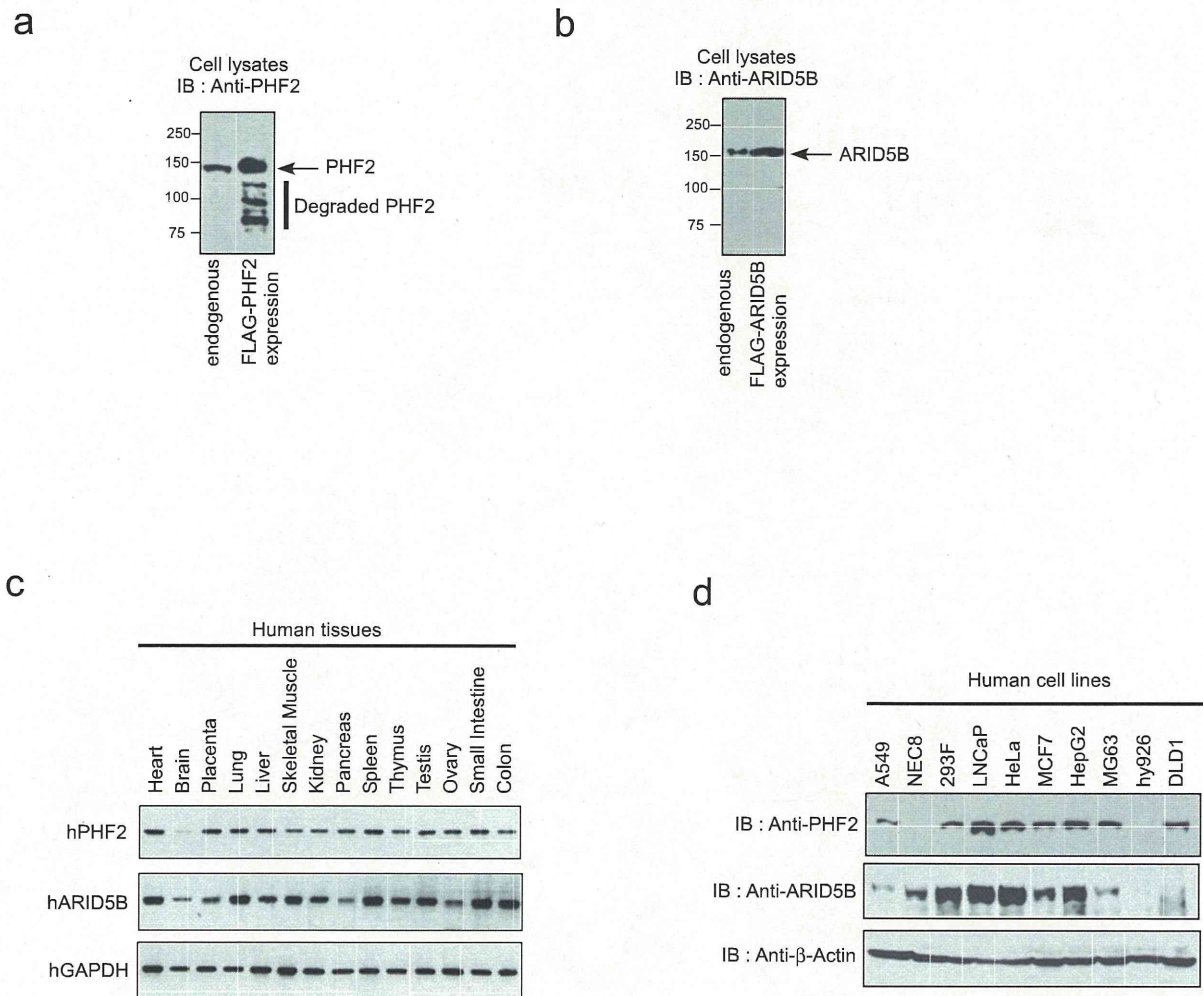 a
Cell lysates
IB : Anti-PHF2
250
150
100
75
PHF2
Degraded PHF2
endogenous
FLAG-PHF2
expression
b
Cell lysates
IB : Anti-ARID5B
250
150
100
75
ARID5B
endogenous
FLAG-ARID5B
expression
c
Human tissues
Heart
Brain
Placenta
Lung
Liver
Skeletal Muscle
Kidney
Pancreas
Spleen
Thymus
Testis
Ovary
Small Intestine
Colon
hPHF2
hARID5B
hGAPDH
d
Human cell lines
A549
NEC8
293F
LNCaP
HeLa
MCF7
HepG2
MG63
hy926
DLD1
IB : Anti-PHF2
IB : Anti-ARID5B
IB : Anti-β-Actin